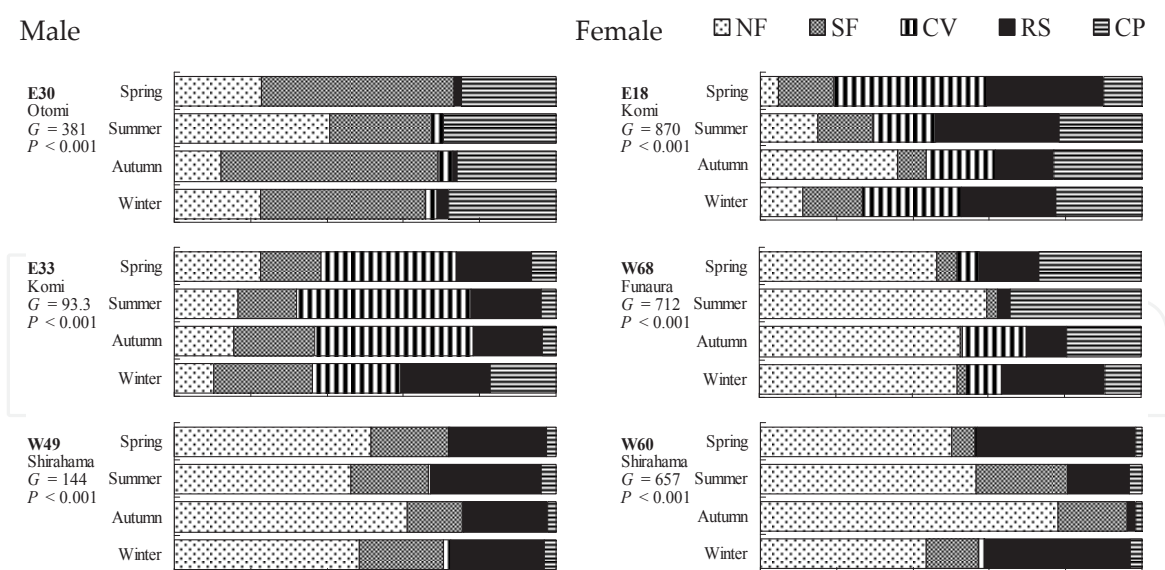 Male
Female NF SF CV RS CP
E30
Otomi
G = 381
P < 0.001
Spring
Summer
Autumn
Winter
E18
Komi
G = 870
P < 0.001
Spring
Summer
Autumn
Winter
E33
Komi
G = 93.3
P < 0.001
Spring
Summer
Autumn
Winter
W68
Funaura
G = 712
P < 0.001
Spring
Summer
Autumn
Winter
W49
Shirahama
G = 144
P < 0.001
Spring
Summer
Autumn
Winter
W60
Shirahama
G = 657
P < 0.001
Spring
Summer
Autumn
Winter